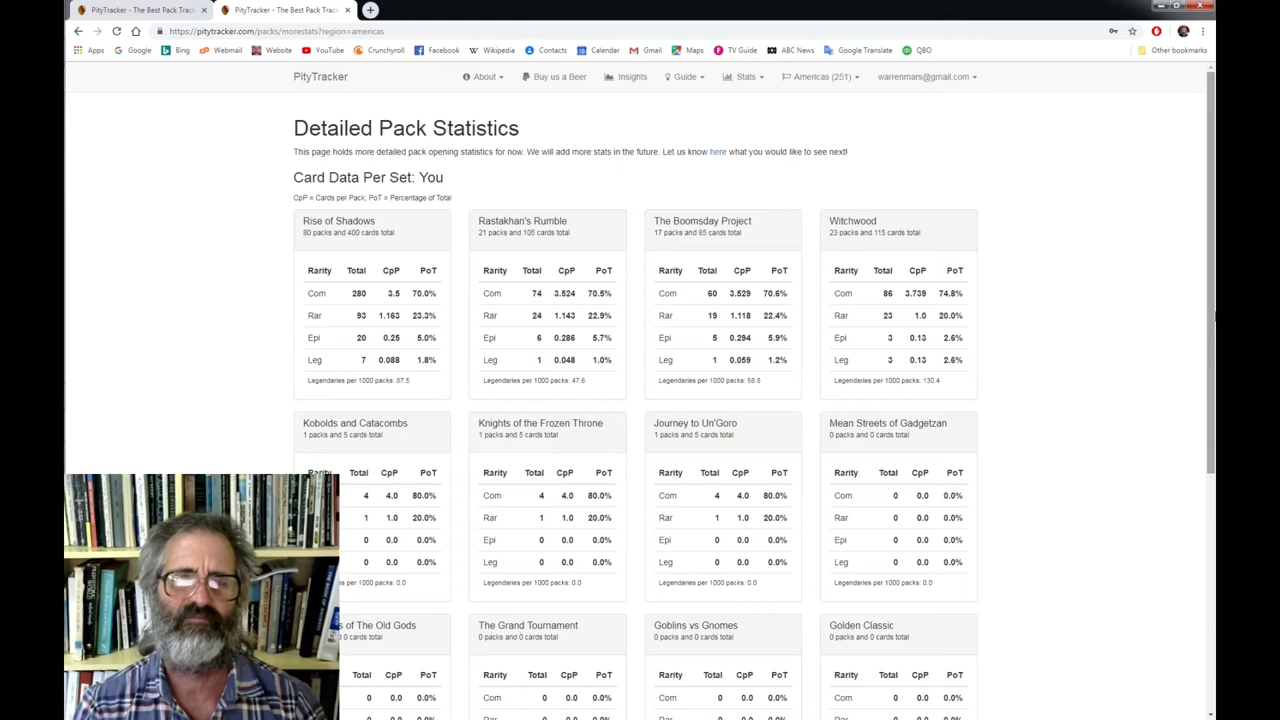 PityTracker - The Best Pack Track
PityTracker - The Best Pack Track
https://pitytracker.com/packs/morestats?region=americas
Apps Google Bing Webmail Website YouTube Crunchyroll Facebook Wikipedia Contacts Calendar Gmail Maps TV Guide ABC News Google Translate QBO Other bookmarks
PityTracker About Buy us a Beer Insights Guide Stats Americas (251) warrenmars@gmail.com
Detailed Pack Statistics
This page holds more detailed pack opening statistics for now. We will add more stats in the future. Let us know here what you would like to see next!
Card Data Per Set: You
CpP = Cards per Pack; PoT = Percentage of Total
Rise of Shadows
80 packs and 400 cards total
Rarity Total CpP PoT
Com 280 3.5 70.0%
Rar 93 1.163 23.3%
Epi 20 0.25 5.0%
Leg 7 0.088 1.8%
Legendaries per 1000 packs: 87.5
Rastakhan's Rumble
21 packs and 105 cards total
Rarity Total CpP PoT
Com 74 3.524 70.5%
Rar 24 1.143 22.9%
Epi 6 0.286 5.7%
Leg 1 0.048 1.0%
Legendaries per 1000 packs: 47.6
The Boomsday Project
17 packs and 85 cards total
Rarity Total CpP PoT
Com 60 3.529 70.6%
Rar 19 1.118 22.4%
Epi 5 0.294 5.9%
Leg 1 0.059 1.2%
Legendaries per 1000 packs: 58.8
Witchwood
23 packs and 115 cards total
Rarity Total CpP PoT
Com 86 3.739 74.8%
Rar 23 1.0 20.0%
Epi 3 0.13 2.6%
Leg 3 0.13 2.6%
Legendaries per 1000 packs: 130.4
Kobolds and Catacombs
1 packs and 5 cards total
Rarity Total CpP PoT
4 4.0 80.0%
1 1.0 20.0%
0 0.0 0.0%
0 0.0 0.0%
Knights of the Frozen Throne
1 packs and 5 cards total
Rarity Total CpP PoT
Com 4 4.0 80.0%
Rar 1 1.0 20.0%
Epi 0 0.0 0.0%
Leg 0 0.0 0.0%
Legendaries per 1000 packs: 0.0
Journey to Un'Goro
1 packs and 5 cards total
Rarity Total CpP PoT
Com 4 4.0 80.0%
Rar 1 1.0 20.0%
Epi 0 0.0 0.0%
Leg 0 0.0 0.0%
Legendaries per 1000 packs: 0.0
Mean Streets of Gadgetzan
0 packs and 0 cards total
Rarity Total CpP PoT
Com 0 0.0 0.0%
Rar 0 0.0 0.0%
Epi 0 0.0 0.0%
Leg 0 0.0 0.0%
Legendaries per 1000 packs: 0.0
s of The Old Gods
d 0 cards total
Total CpP PoT
0 0.0 0.0%
The Grand Tournament
0 packs and 0 cards total
Rarity Total CpP PoT
Com 0 0.0 0.0%
Goblins vs Gnomes
0 packs and 0 cards total
Rarity Total CpP PoT
Com 0 0.0 0.0%
Golden Classic
0 packs and 0 cards total
Rarity Total CpP PoT
Com 0 0.0 0.0%